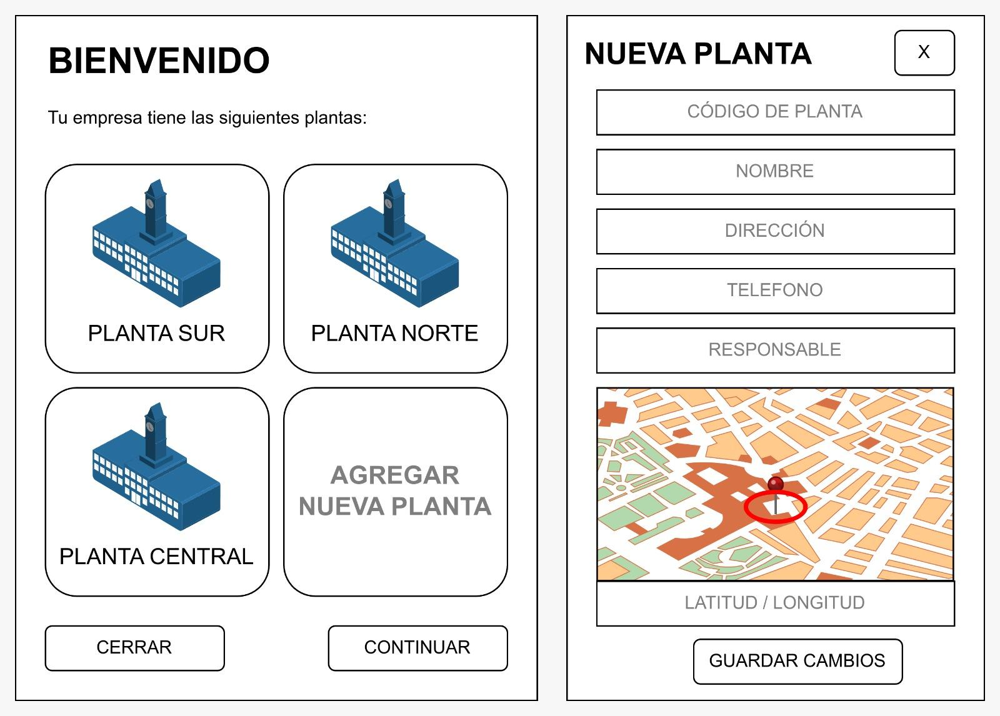 BIENVENIDO
Tu empresa tiene las siguientes plantas:
PLANTA SUR
PLANTA NORTE
PLANTA CENTRAL
AGREGAR
NUEVA PLANTA
CERRAR
CONTINUAR
NUEVA PLANTA
X
CÓDIGO DE PLANTA
NOMBRE
DIRECCIÓN
TELEFONO
RESPONSABLE
LATITUD / LONGITUD
GUARDAR CAMBIOS